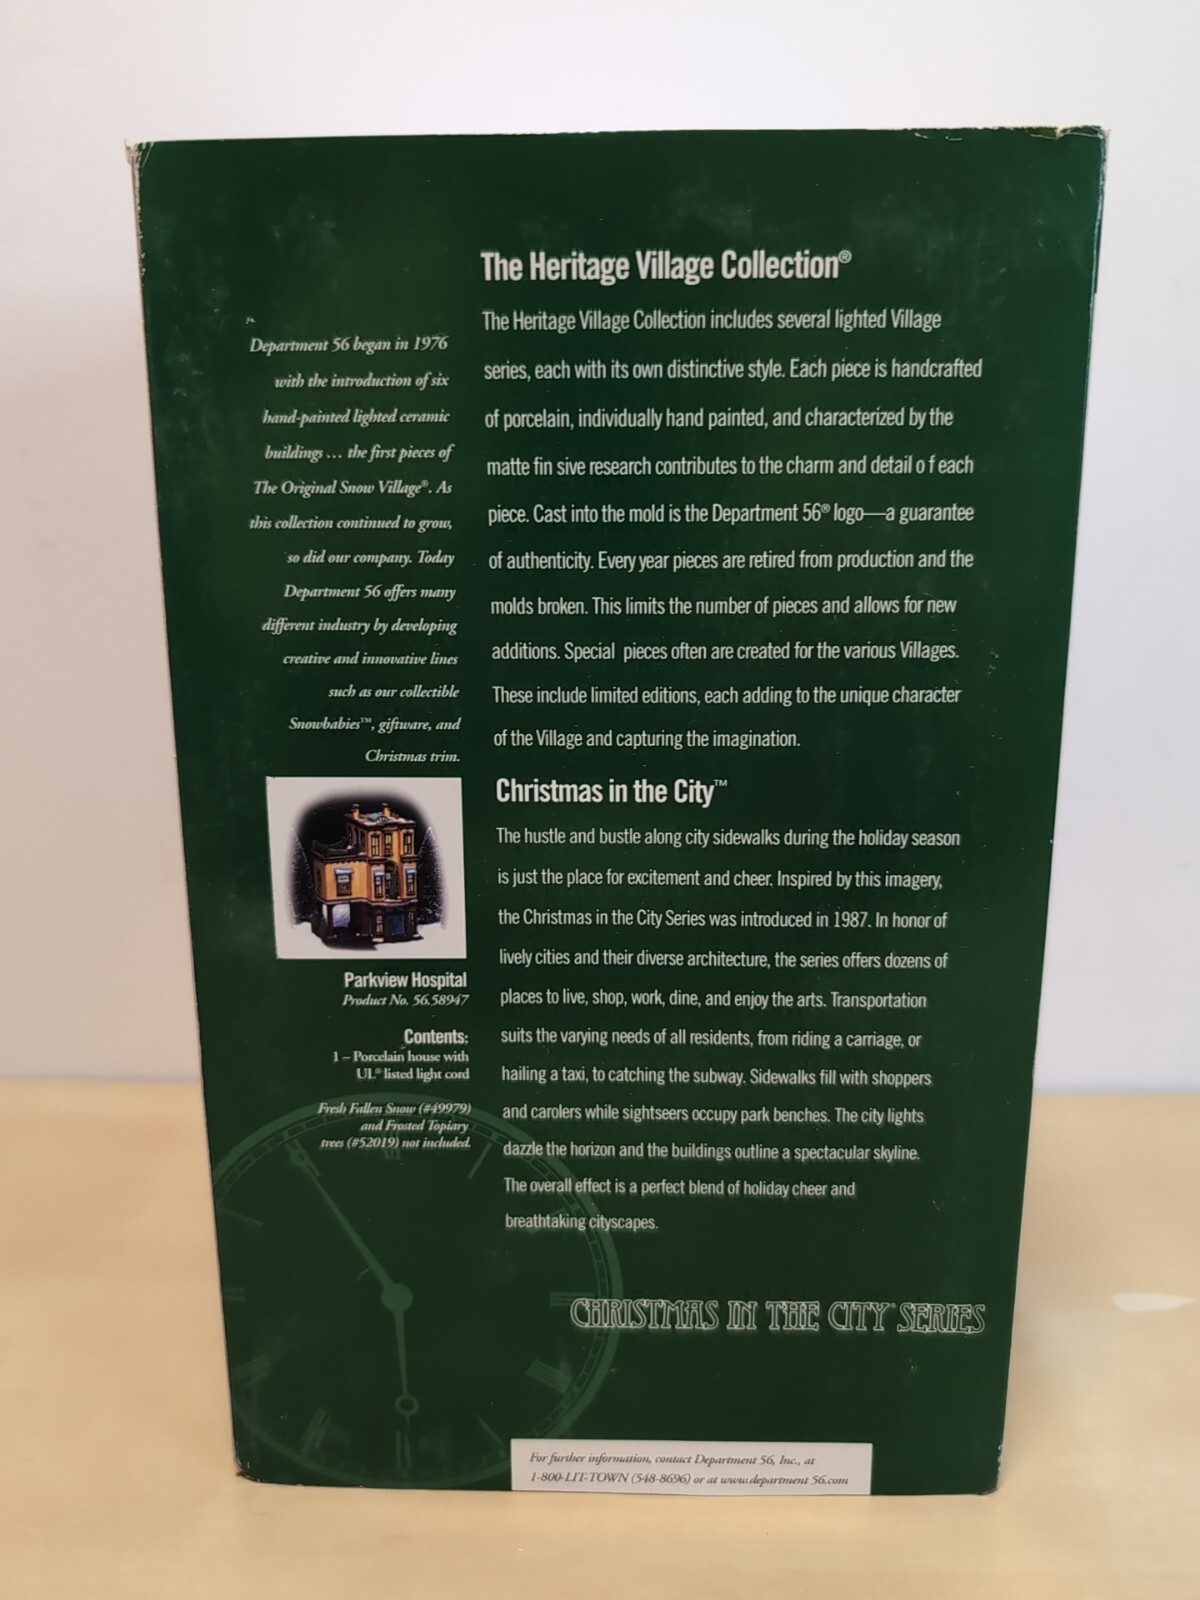 Department 56 began in 1976
with the introduction of six
hand-painted lighted ceramic
buildings ... the first pieces of
The Original Snow Village®. As
this collection continued to grow,
so did our company. Today
Department 56 offers many
different industry by developing
creative and innovative lines
such as our collectible
Snowbabies™, giftware, and
Christmas trim.
Parkview Hospital
Product No. 56.58947
Contents:
1 – Porcelain house with
UL® listed light cord
Fresh Fallen Snow (#49979)
and Frosted Topiary
trees (#52019) not included.
The Heritage Village Collection®
The Heritage Village Collection includes several lighted Village
series, each with its own distinctive style. Each piece is handcrafted
of porcelain, individually hand painted, and characterized by the
matte fin sive research contributes to the charm and detail o f each
piece. Cast into the mold is the Department 56® logo—a guarantee
of authenticity. Every year pieces are retired from production and the
molds broken. This limits the number of pieces and allows for new
additions. Special pieces often are created for the various Villages.
These include limited editions, each adding to the unique character
of the Village and capturing the imagination.
Christmas in the City™
The hustle and bustle along city sidewalks during the holiday season
is just the place for excitement and cheer. Inspired by this imagery,
the Christmas in the City Series was introduced in 1987. In honor of
lively cities and their diverse architecture, the series offers dozens of
places to live, shop, work, dine, and enjoy the arts. Transportation
suits the varying needs of all residents, from riding a carriage, or
hailing a taxi, to catching the subway. Sidewalks fill with shoppers
and carolers while sightseers occupy park benches. The city lights
dazzle the horizon and the buildings outline a spectacular skyline.
The overall effect is a perfect blend of holiday cheer and
breathtaking cityscapes.
CHRISTMAS IN THE CITY® SERIES
For further information, contact Department 56, Inc., at
1-800-LIT-TOWN (548-8696) or at www.department 56.com